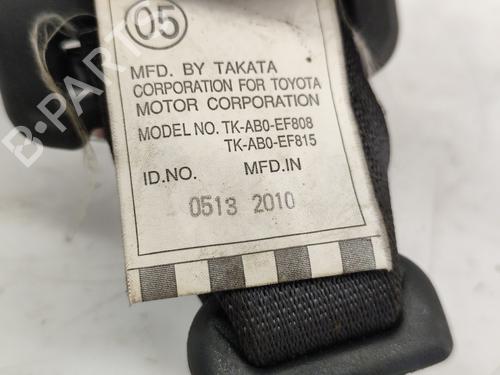 05
MFD. BY TAKATA
CORPORATION FOR TOYOTA
MOTOR CORPORATION
MODEL NO. TK-AB0-EF808
TK-AB0-EF815
ID.NO. MFD.IN
0513 2010